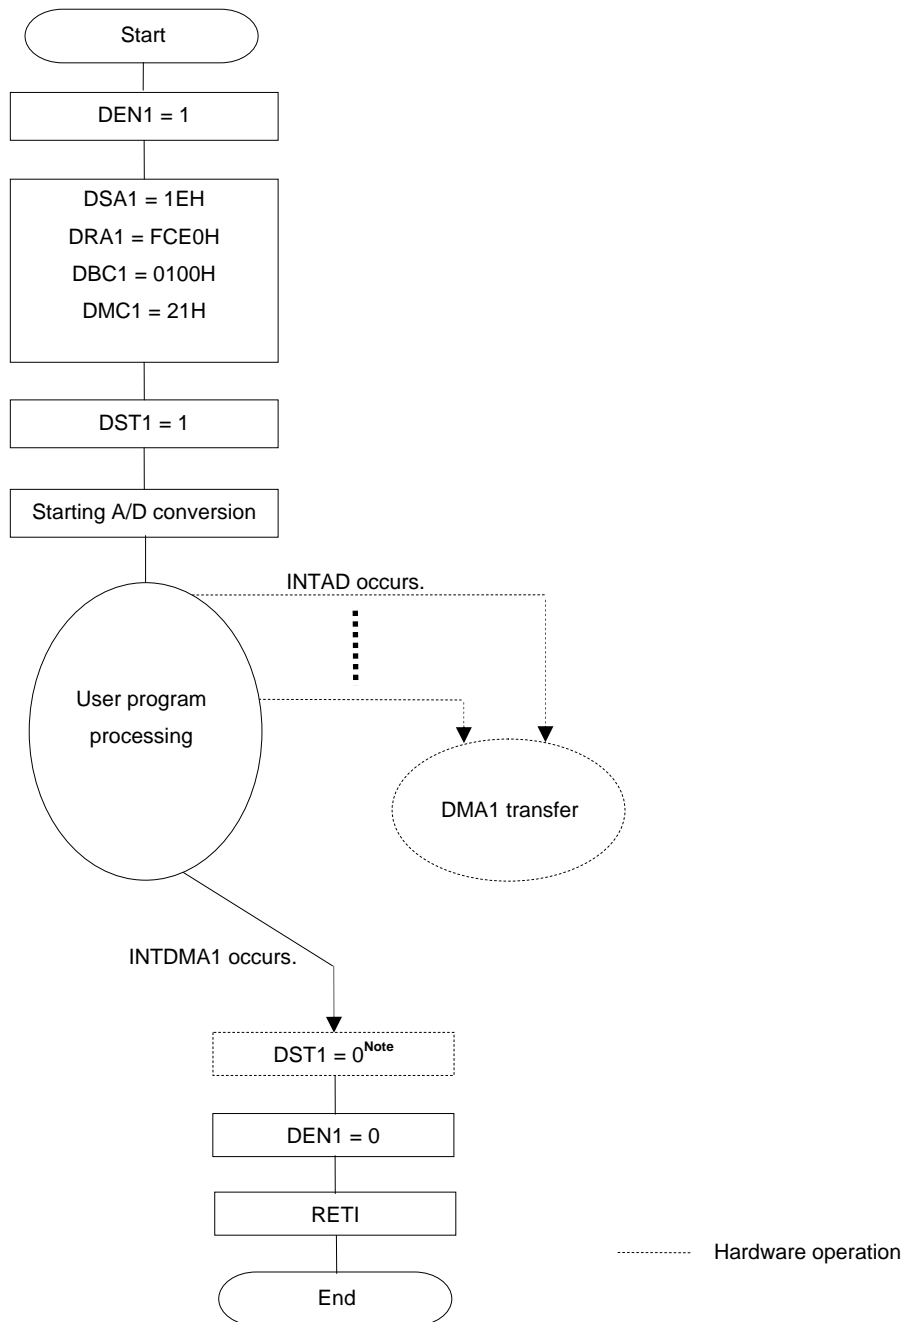 Start
DEN1 = 1
DSA1 = 1EH
DRA1 = FCE0H
DBC1 = 0100H
DMC1 = 21H
DST1 = 1
Starting A/D conversion
INTAD occurs.
User program
processing
DMA1 transfer
INTDMA1 occurs.
DST1 = 0Note
DEN1 = 0
RETI
Hardware operation
End